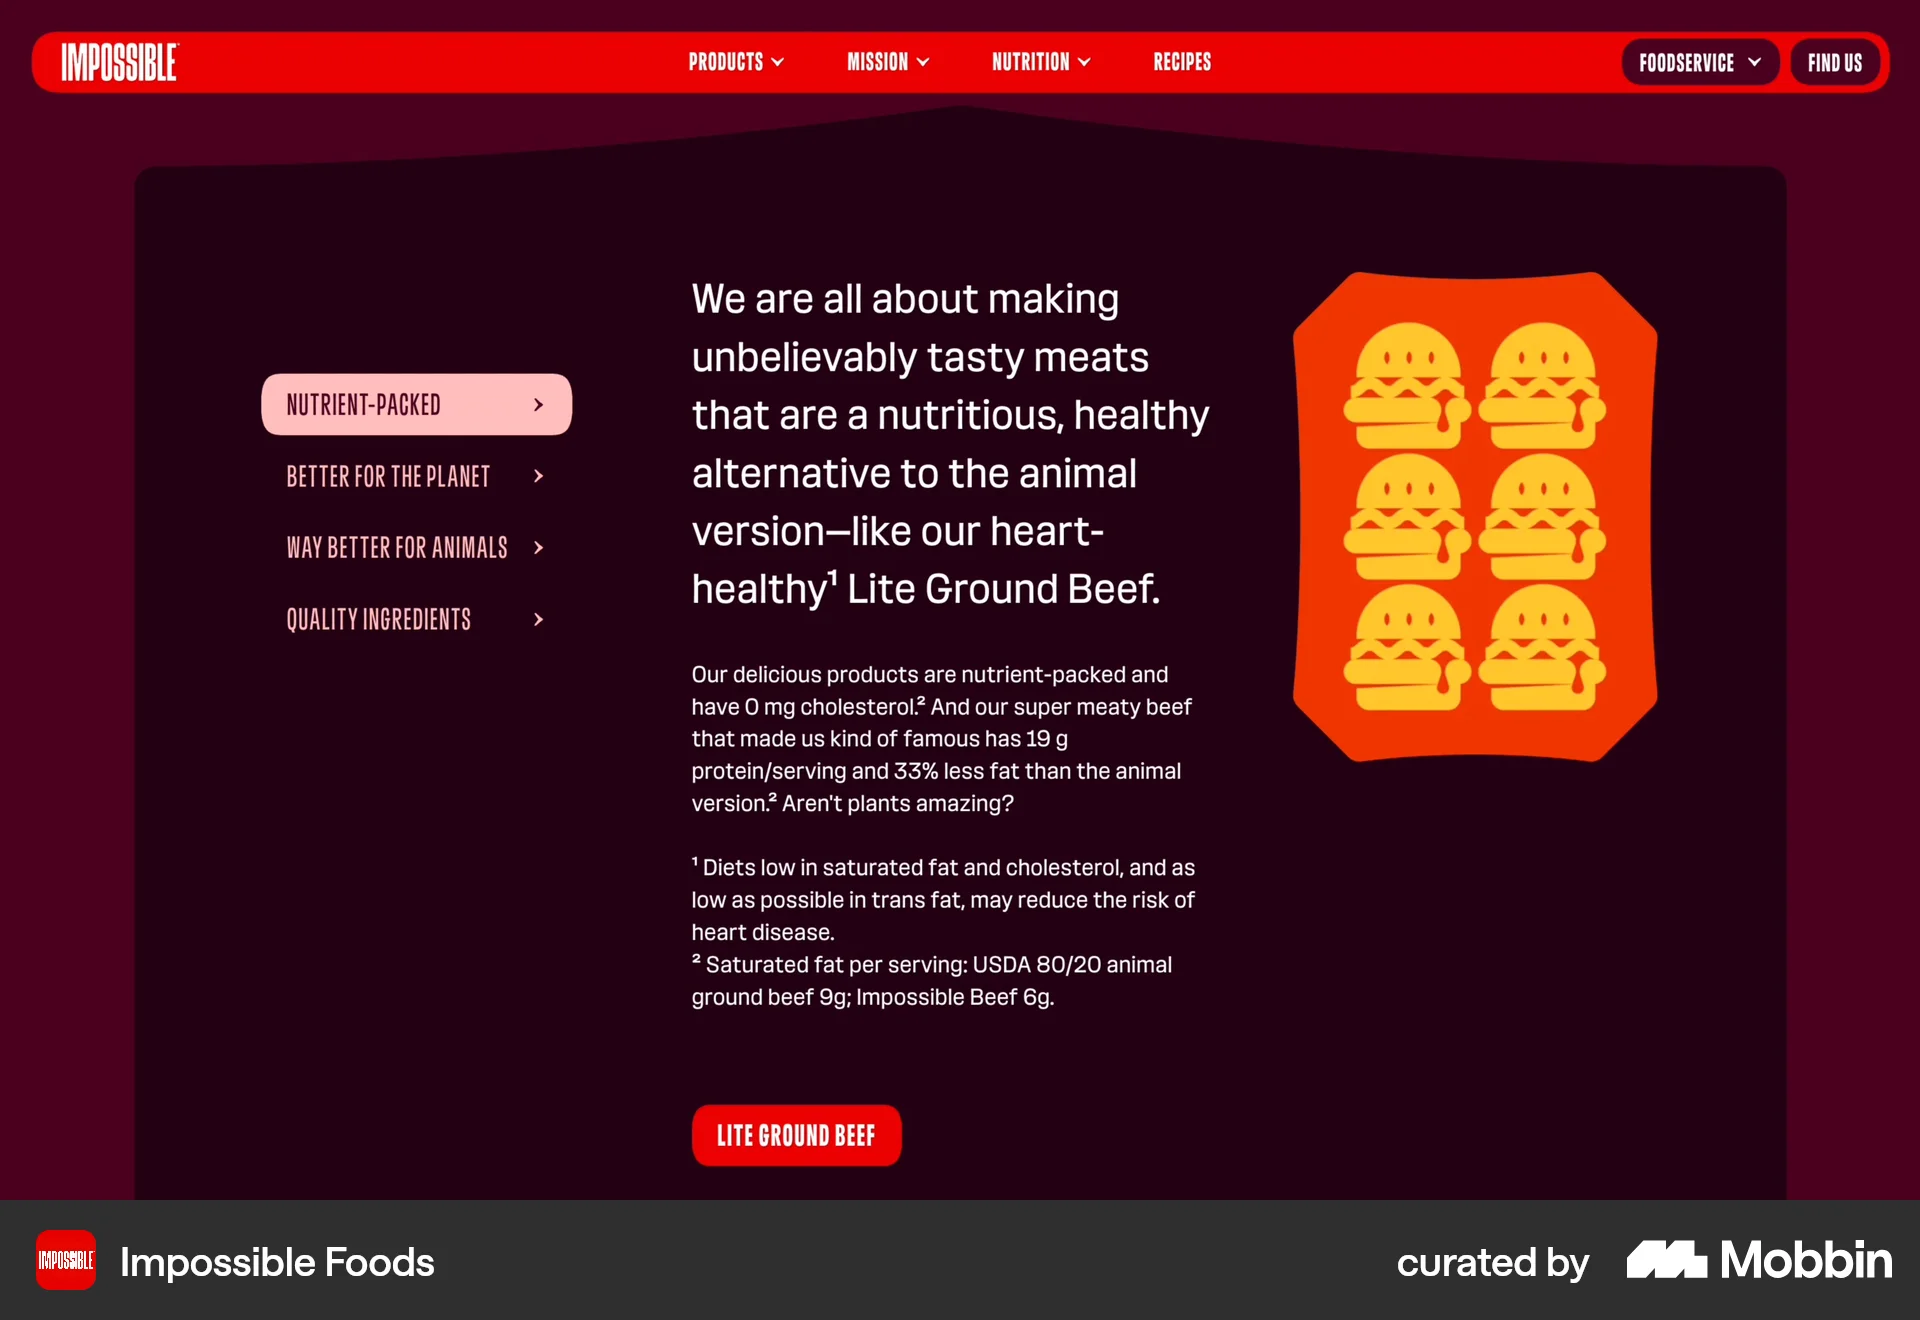 IMPOSSIBLE
PRODUCTS
MISSION
NUTRITION
RECIPES
FOODSERVICE
FIND US
NUTRIENT-PACKED
BETTER FOR THE PLANET
WAY BETTER FOR ANIMALS
QUALITY INGREDIENTS
We are all about making
unbelievably tasty meats
that are a nutritious, healthy
alternative to the animal
version—like our heart-
healthy¹ Lite Ground Beef.
Our delicious products are nutrient-packed and
have 0 mg cholesterol.² And our super meaty beef
that made us kind of famous has 19 g
protein/serving and 33% less fat than the animal
version.² Aren't plants amazing?
¹ Diets low in saturated fat and cholesterol, and as
low as possible in trans fat, may reduce the risk of
heart disease.
² Saturated fat per serving: USDA 80/20 animal
ground beef 9g; Impossible Beef 6g.
LITE GROUND BEEF
IMPOSSIBLE
Impossible Foods
curated by
Mobbin